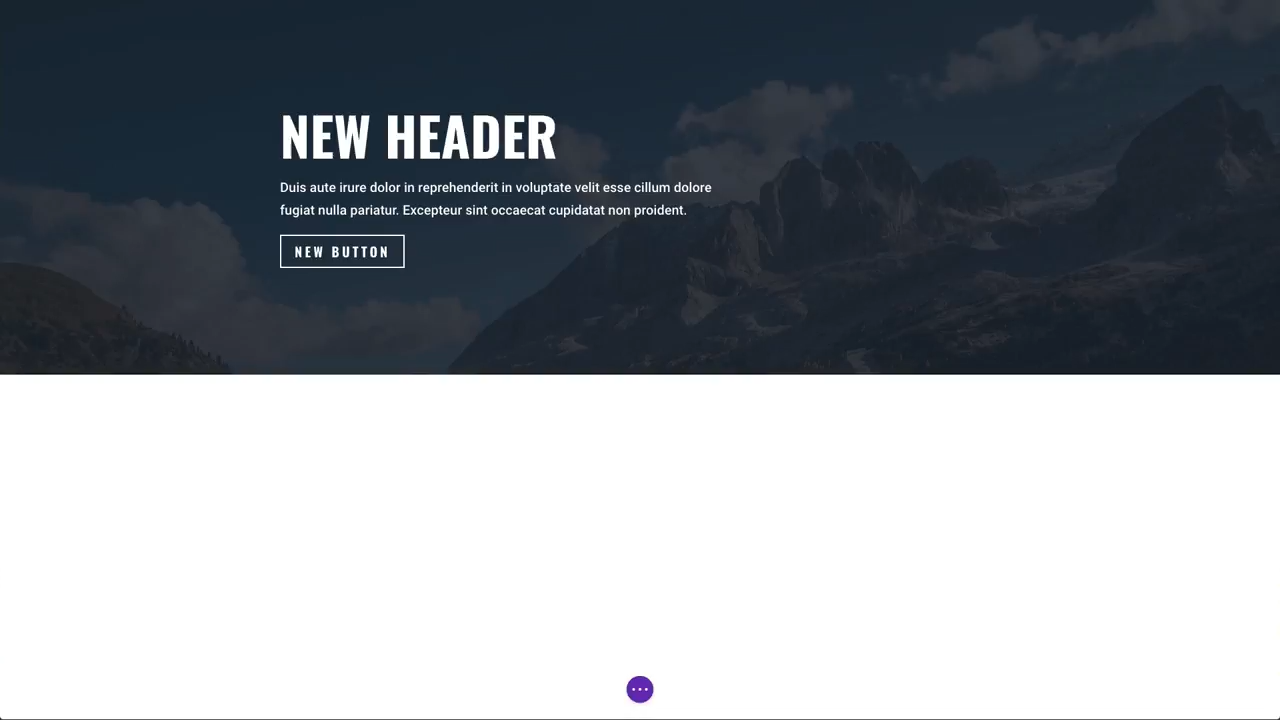 NEW HEADER
Duis aute irure dolor in reprehenderit in voluptate velit esse cillum dolore
fugiat nulla pariatur. Excepteur sint occaecat cupidatat non proident.
NEW BUTTON